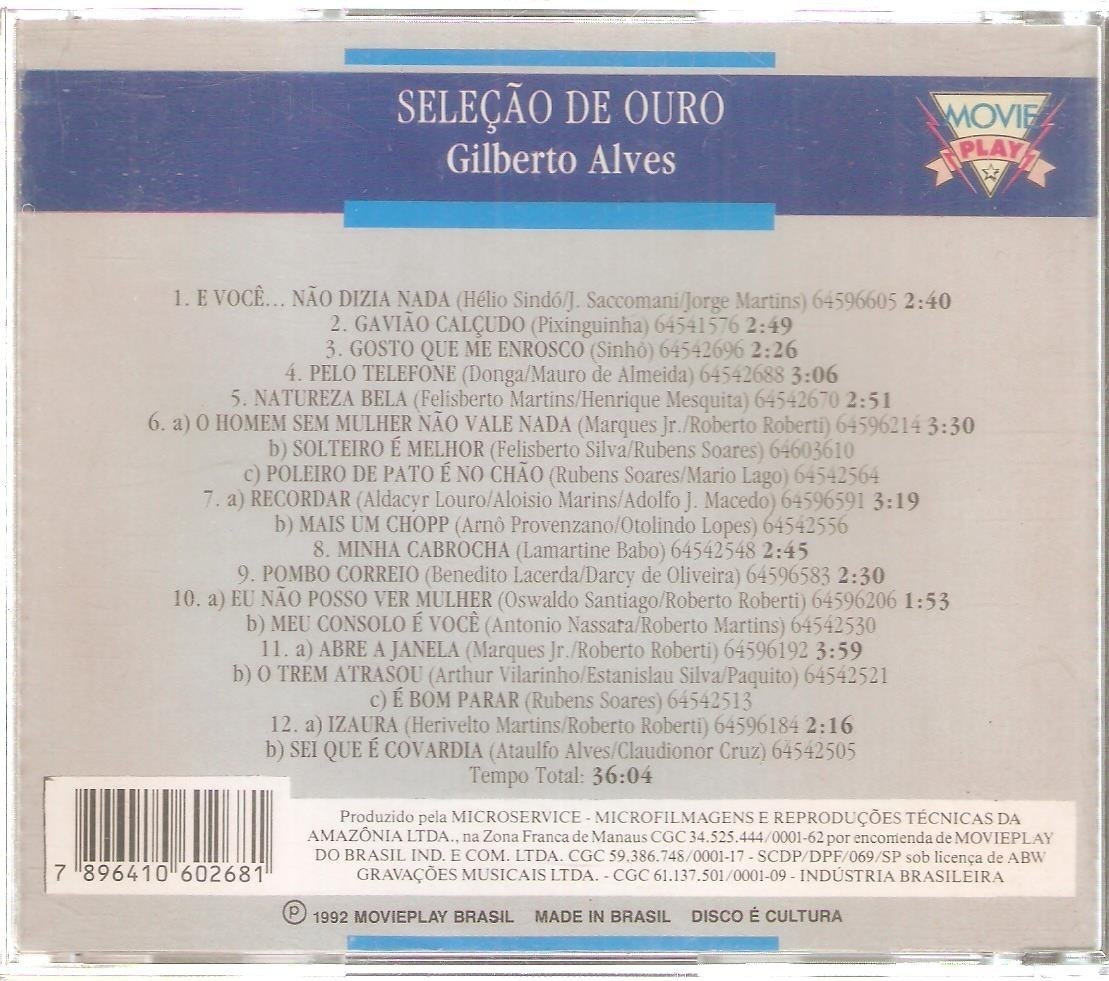 SELEÇÃO DE OURO
Gilberto Alves
MOVIE
PLAY
1. E VOCÊ... NÃO DIZIA NADA (Hélio Sindó/J. Saccomani/Jorge Martins) 64596605 2:40
2. GAVIÃO CALÇUDO (Pixinguinha) 64541576 2:49
3. GOSTO QUE ME ENROSCO (Sinhô) 64542696 2:26
4. PELO TELEFONE (Donga/Mauro de Almeida) 64542688 3:06
5. NATUREZA BELA (Felisberto Martins/Henrique Mesquita) 64542670 2:51
6. a) O HOMEM SEM MULHER NÃO VALE NADA (Marques Jr./Roberto Roberti) 64596214 3:30
b) SOLTEIRO É MELHOR (Felisberto Silva/Rubens Soares) 64603610
c) POLEIRO DE PATO É NO CHÃO (Rubens Soares/Mario Lago) 64542564
7. a) RECORDAR (Aldacyr Louro/Aloisio Marins/Adolfo J. Macedo) 64596591 3:19
b) MAIS UM CHOPP (Arnô Provenzano/Otolindo Lopes) 64542556
8. MINHA CABROCHA (Lamartine Babo) 64542548 2:45
9. POMBO CORREIO (Benedito Lacerda/Darcy de Oliveira) 64596583 2:30
10. a) EU NÃO POSSO VER MULHER (Oswaldo Santiago/Roberto Roberti) 64596206 1:53
b) MEU CONSOLO É VOCÊ (Antonio Nassara/Roberto Martins) 64542530
11. a) ABRE A JANELA (Marques Jr./Roberto Roberti) 64596192 3:59
b) O TREM ATRASOU (Arthur Vilarinho/Estanislau Silva/Paquito) 64542521
c) É BOM PARAR (Rubens Soares) 64542513
12. a) IZAURA (Herivelto Martins/Roberto Roberti) 64596184 2:16
b) SEI QUE É COVARDIA (Ataulfo Alves/Claudionor Cruz) 64542505
Tempo Total: 36:04
7 896410 602681
Produzido pela MICROSERVICE - MICROFILMAGENS E REPRODUÇÕES TÉCNICAS DA
AMAZÔNIA LTDA., na Zona Franca de Manaus CGC 34.525.444/0001-62 por encomenda de MOVIEPLAY
DO BRASIL IND. E COM. LTDA. CGC 59.386.748/0001-17 - SCDP/DPF/069/SP sob licença de ABW
GRAVAÇÕES MUSICAIS LTDA. - CGC 61.137.501/0001-09 - INDÚSTRIA BRASILEIRA
℗ 1992 MOVIEPLAY BRASIL MADE IN BRASIL DISCO É CULTURA